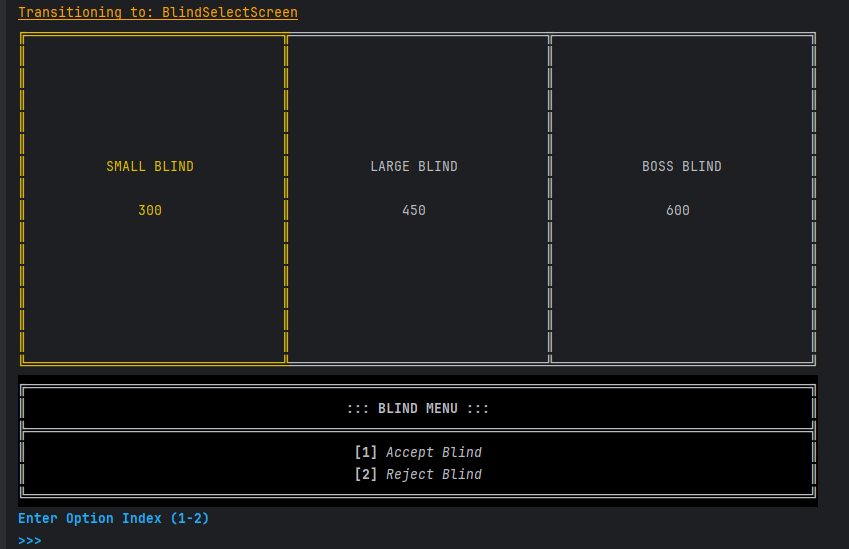 Transitioning to: BlindSelectScreen
SMALL BLIND LARGE BLIND BOSS BLIND
300 450 600
::: BLIND MENU :::
[1] Accept Blind
[2] Reject Blind
Enter Option Index (1-2)
>>>